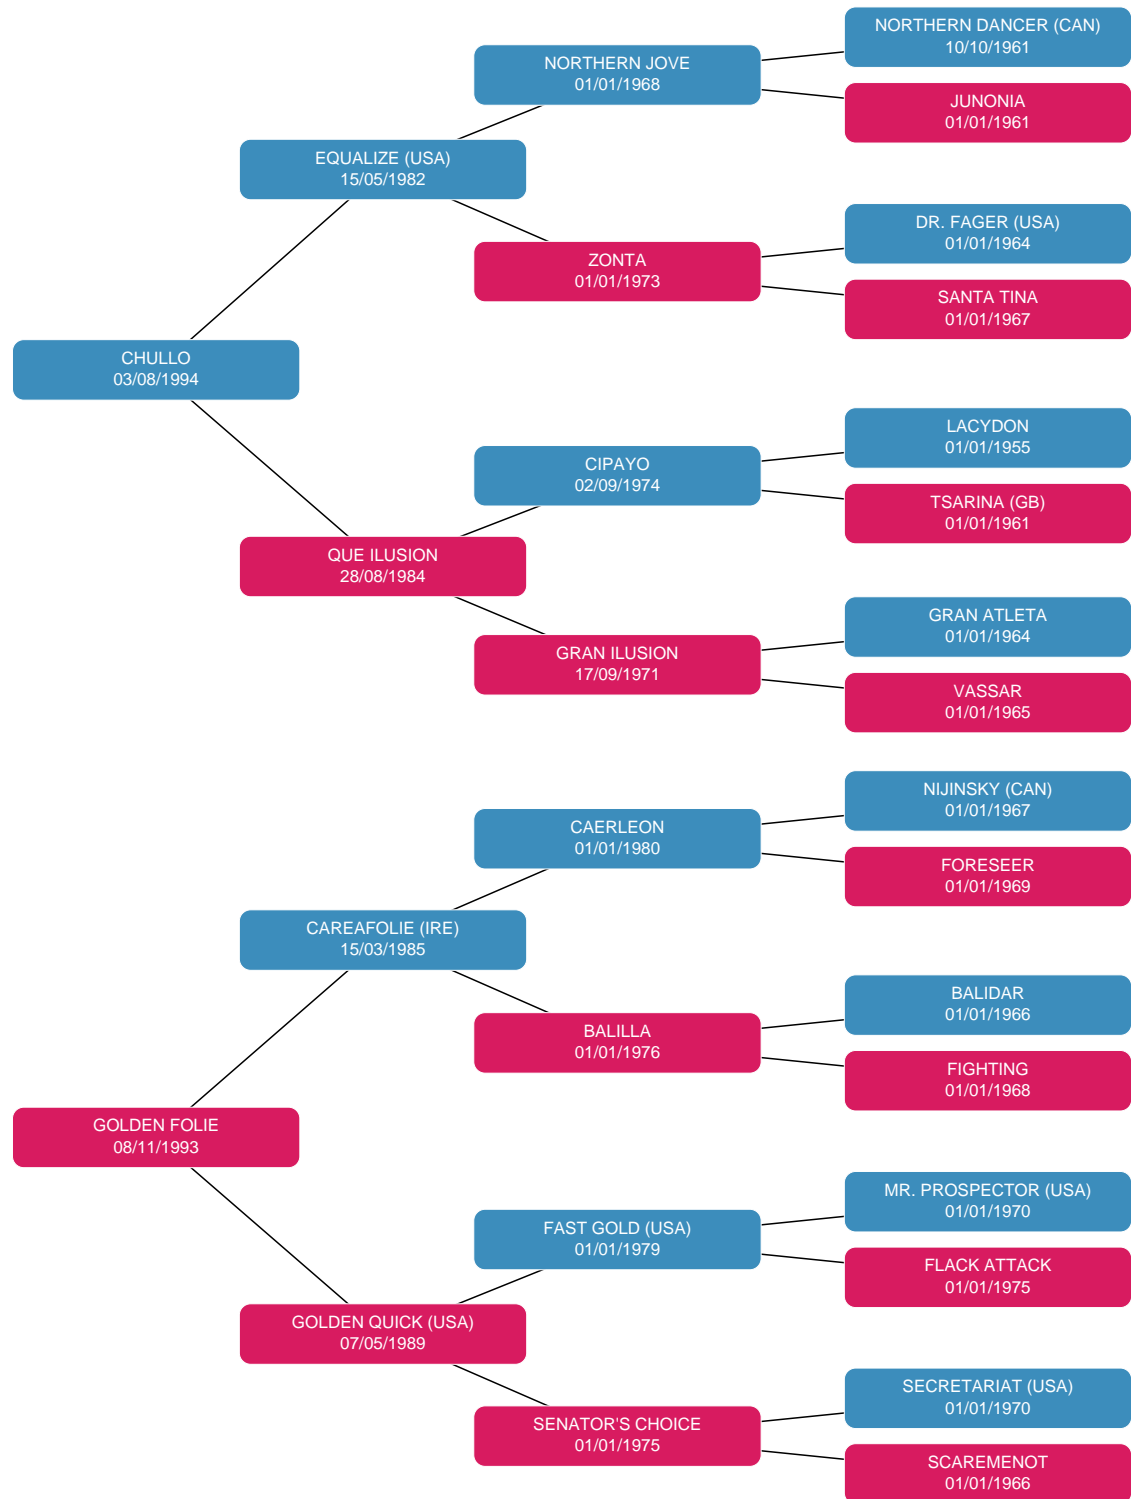 NORTHERN DANCER (CAN)
10/10/1961
NORTHERN JOVE
01/01/1968
JUNONIA
01/01/1961
EQUALIZE (USA)
15/05/1982
DR. FAGER (USA)
01/01/1964
ZONTA
01/01/1973
SANTA TINA
01/01/1967
CHULLO
03/08/1994
LACYDON
01/01/1955
CIPAYO
02/09/1974
TSARINA (GB)
01/01/1961
QUE ILUSION
28/08/1984
GRAN ATLETA
01/01/1964
GRAN ILUSION
17/09/1971
VASSAR
01/01/1965
NIJINSKY (CAN)
01/01/1967
CAERLEON
01/01/1980
FORESEER
01/01/1969
CAREAFOLIE (IRE)
15/03/1985
BALIDAR
01/01/1966
BALILLA
01/01/1976
FIGHTING
01/01/1968
GOLDEN FOLIE
08/11/1993
MR. PROSPECTOR (USA)
01/01/1970
FAST GOLD (USA)
01/01/1979
FLACK ATTACK
01/01/1975
GOLDEN QUICK (USA)
07/05/1989
SECRETARIAT (USA)
01/01/1970
SENATOR'S CHOICE
01/01/1975
SCAREMENOT
01/01/1966